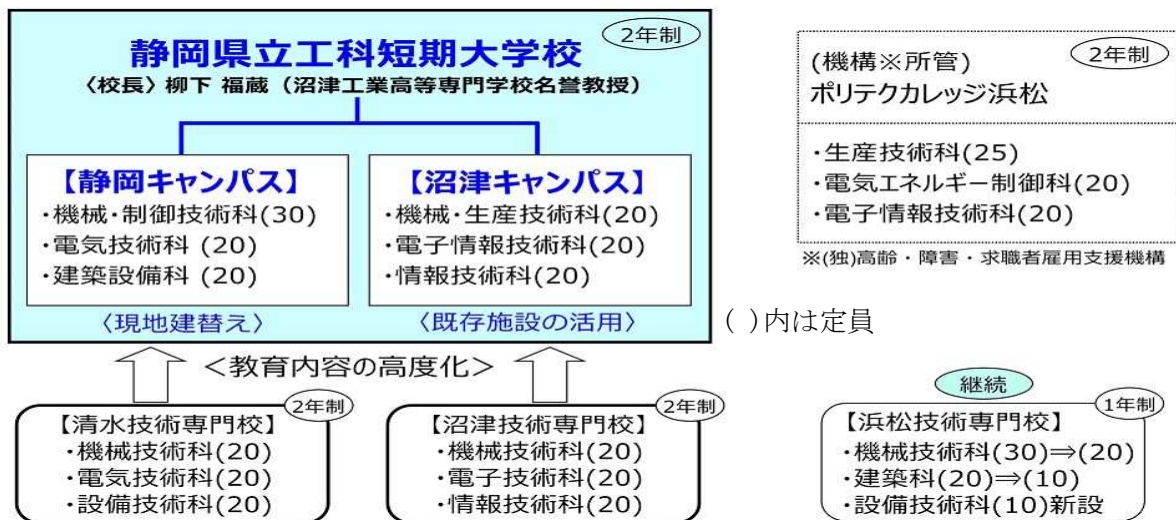 静岡県立工科短期大学校
2年制
〈校長〉柳下 福蔵（沼津工業高等専門学校名誉教授）
【静岡キャンパス】
・機械・制御技術科(30)
・電気技術科 (20)
・建築設備科 (20)
〈現地建替え〉
【沼津キャンパス】
・機械・生産技術科(20)
・電子情報技術科(20)
・情報技術科(20)
〈既存施設の活用〉
(機構※所管)
2年制
ポリテクカレッジ浜松
・生産技術科(25)
・電気エネルギー制御科(20)
・電子情報技術科(20)
※(独)高齢・障害・求職者雇用支援機構
( )内は定員
＜教育内容の高度化＞
2年制
【清水技術専門校】
・機械技術科(20)
・電気技術科(20)
・設備技術科(20)
2年制
【沼津技術専門校】
・機械技術科(20)
・電子技術科(20)
・情報技術科(20)
継続
1年制
【浜松技術専門校】
・機械技術科(30)⇒(20)
・建築科(20)⇒(10)
・設備技術科(10)新設